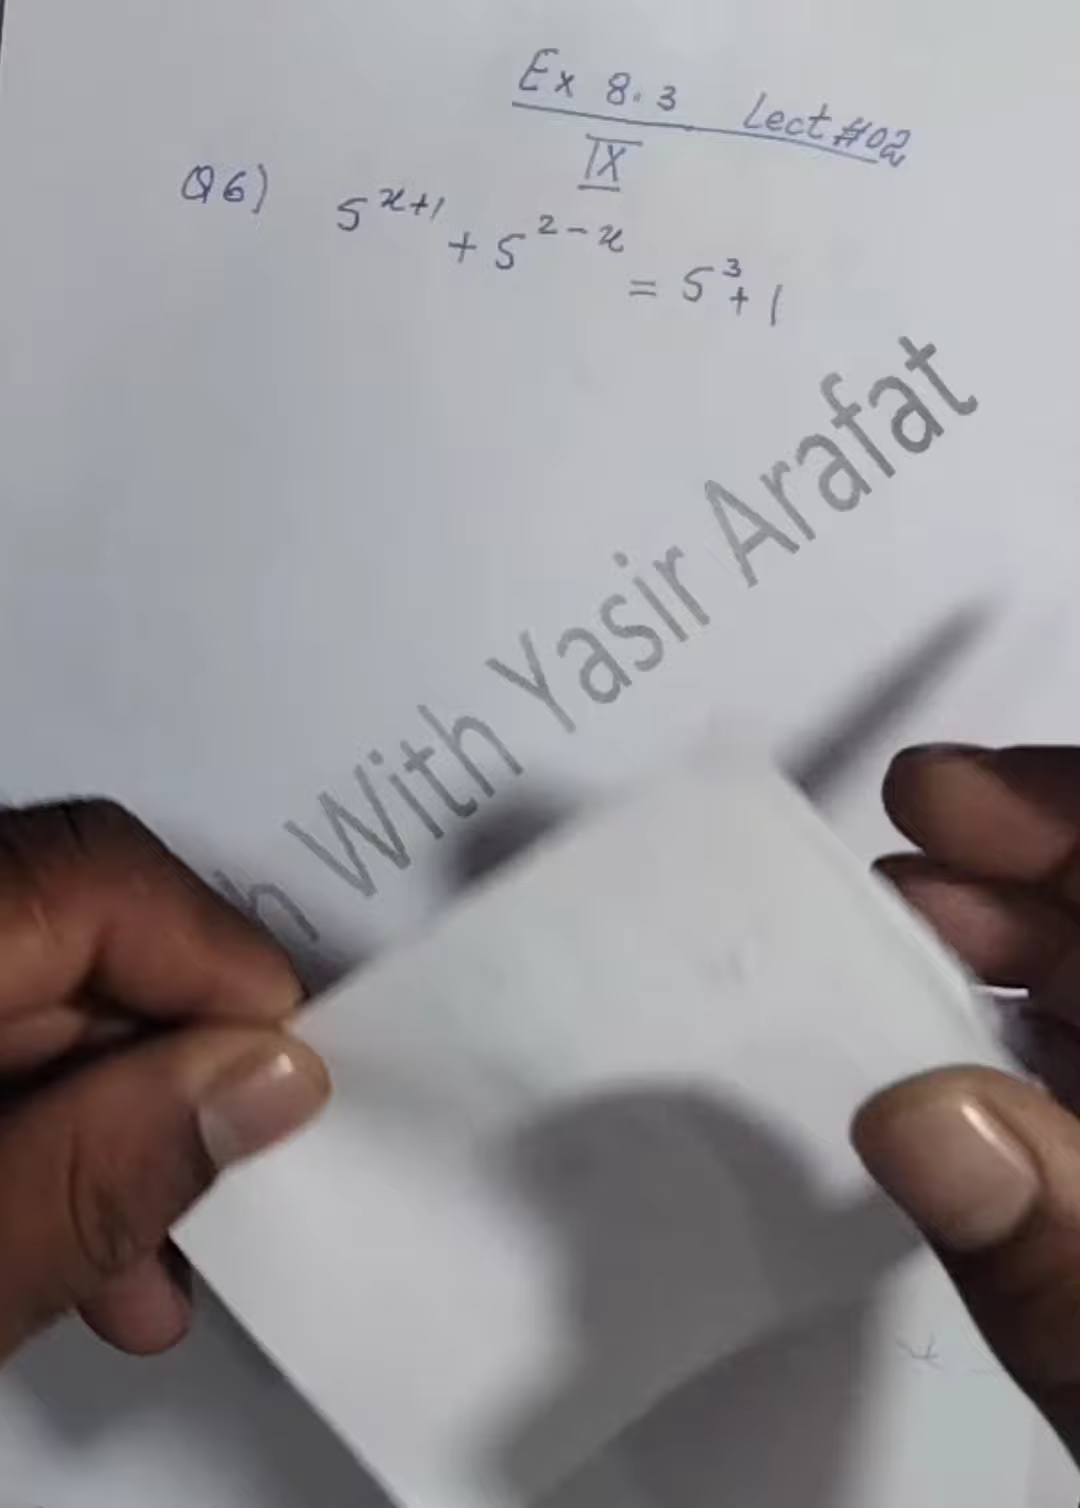 Ex 8.3 Lect #02
IX
Q6) 5^{x+1} + 5^{2-x} = 5^3 + 1
With Yasir Arafat